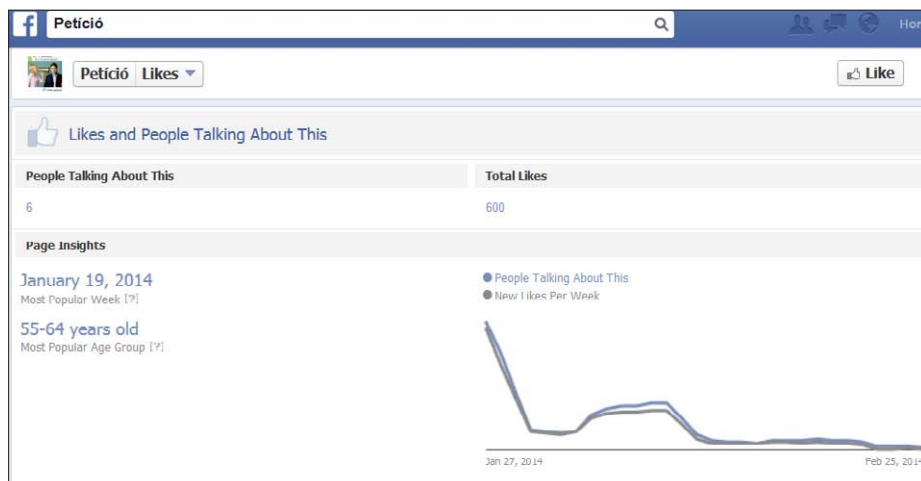 Petíció
Hom
Petíció Likes
Like
Likes and People Talking About This
People Talking About This
6
Total Likes
600
Page Insights
January 19, 2014
Most Popular Week [?]
55-64 years old
Most Popular Age Group [?]
People Talking About This
New Likes Per Week
Jan 27, 2014
Feb 25, 2014